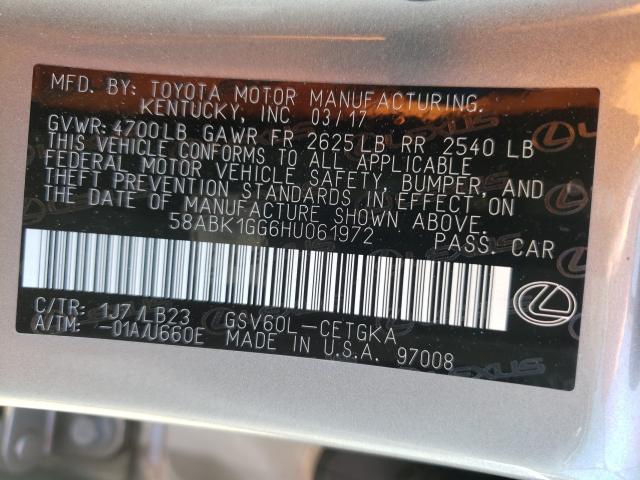 MFD. BY: TOYOTA MOTOR MANUFACTURING.
KENTUCKY, INC 03/17
GVWR: 4700LB GAWR FR 2625LB RR 2540 LB
THIS VEHICLE CONFORMS TO ALL APPLICABLE
FEDERAL MOTOR VEHICLE SAFETY, BUMPER, AND
THEFT PREVENTION STANDARDS IN EFFECT ON
THE DATE OF MANUFACTURE SHOWN ABOVE.
58ABK1GG6HU061972 PASS. CAR
C/TR: 1J7/LB23 GSV60L-CETGKA
A/TM: -01A/U660E MADE IN U.S.A. 97008
LEXUS
LEXUS